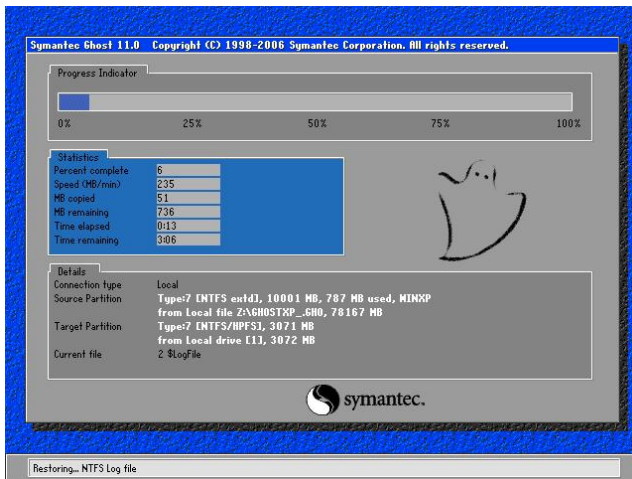 Symantec Ghost 11.0 Copyright (C) 1998-2006 Symantec Corporation. All rights reserved.
Progress Indicator
0% 25% 50% 75% 100%
Statistics
Percent complete 6
Speed (MB/min) 235
MB copied 51
MB remaining 736
Time elapsed 0:13
Time remaining 3:06
Details
Connection type Local
Source Partition Type:7 [NTFS extd], 10001 MB, 787 MB used, WINXP
from Local file Z:\GHOSTXP_.GHO, 78167 MB
Target Partition Type:7 [NTFS/HPFS], 3071 MB
from Local drive [1], 3072 MB
Current file 2 $LogFile
symantec.
Restoring... NTFS Log file